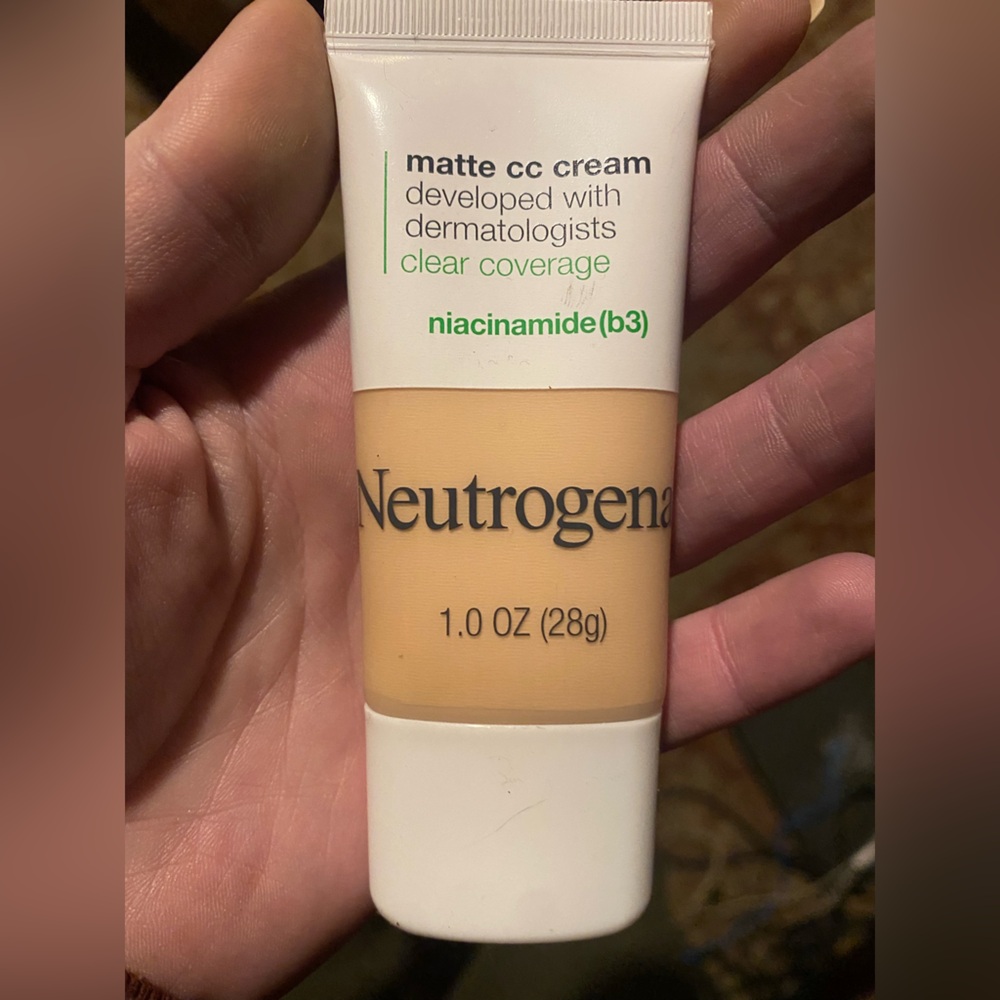 matte cc cream
developed with
dermatologists
clear coverage
niacinamide(b3)
Neutrogena
1.0 OZ (28g)